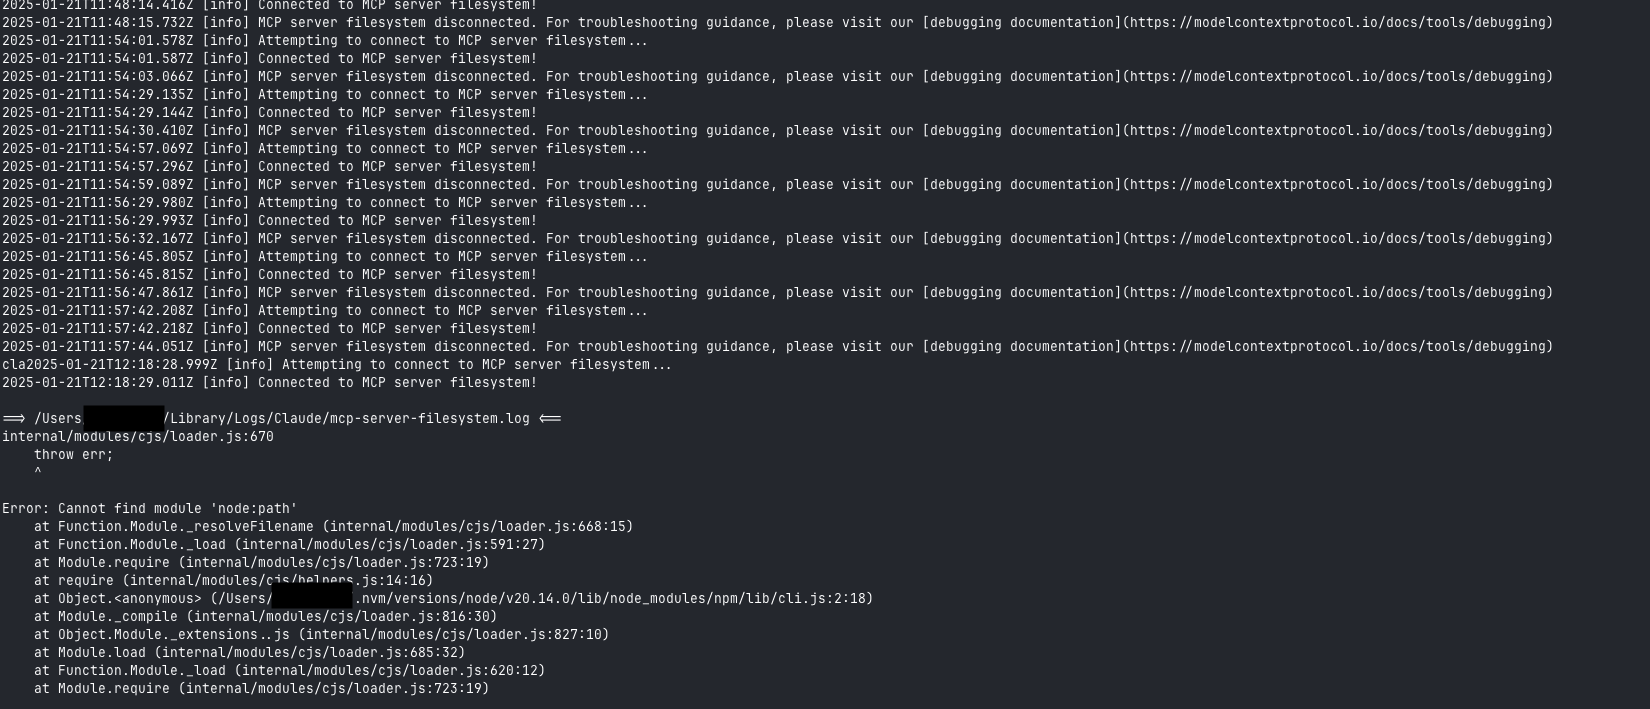 2025-01-21T11:48:14.416Z [info] Connected to MCP server filesystem!
2025-01-21T11:48:15.732Z [info] MCP server filesystem disconnected. For troubleshooting guidance, please visit our [debugging documentation](https://modelcontextprotocol.io/docs/tools/debugging)
2025-01-21T11:54:01.578Z [info] Attempting to connect to MCP server filesystem...
2025-01-21T11:54:01.587Z [info] Connected to MCP server filesystem!
2025-01-21T11:54:03.066Z [info] MCP server filesystem disconnected. For troubleshooting guidance, please visit our [debugging documentation](https://modelcontextprotocol.io/docs/tools/debugging)
2025-01-21T11:54:29.135Z [info] Attempting to connect to MCP server filesystem...
2025-01-21T11:54:29.144Z [info] Connected to MCP server filesystem!
2025-01-21T11:54:30.410Z [info] MCP server filesystem disconnected. For troubleshooting guidance, please visit our [debugging documentation](https://modelcontextprotocol.io/docs/tools/debugging)
2025-01-21T11:54:57.069Z [info] Attempting to connect to MCP server filesystem...
2025-01-21T11:54:57.296Z [info] Connected to MCP server filesystem!
2025-01-21T11:54:59.089Z [info] MCP server filesystem disconnected. For troubleshooting guidance, please visit our [debugging documentation](https://modelcontextprotocol.io/docs/tools/debugging)
2025-01-21T11:56:29.980Z [info] Attempting to connect to MCP server filesystem...
2025-01-21T11:56:29.993Z [info] Connected to MCP server filesystem!
2025-01-21T11:56:32.167Z [info] MCP server filesystem disconnected. For troubleshooting guidance, please visit our [debugging documentation](https://modelcontextprotocol.io/docs/tools/debugging)
2025-01-21T11:56:45.805Z [info] Attempting to connect to MCP server filesystem...
2025-01-21T11:56:45.815Z [info] Connected to MCP server filesystem!
2025-01-21T11:56:47.861Z [info] MCP server filesystem disconnected. For troubleshooting guidance, please visit our [debugging documentation](https://modelcontextprotocol.io/docs/tools/debugging)
2025-01-21T11:57:42.208Z [info] Attempting to connect to MCP server filesystem...
2025-01-21T11:57:42.218Z [info] Connected to MCP server filesystem!
2025-01-21T11:57:44.051Z [info] MCP server filesystem disconnected. For troubleshooting guidance, please visit our [debugging documentation](https://modelcontextprotocol.io/docs/tools/debugging)
cla2025-01-21T12:18:28.999Z [info] Attempting to connect to MCP server filesystem...
2025-01-21T12:18:29.011Z [info] Connected to MCP server filesystem!
==> /Users /Library/Logs/Claude/mcp-server-filesystem.log <==
internal/modules/cjs/loader.js:670
throw err;
^
Error: Cannot find module 'node:path'
at Function.Module._resolveFilename (internal/modules/cjs/loader.js:668:15)
at Function.Module._load (internal/modules/cjs/loader.js:591:27)
at Module.require (internal/modules/cjs/loader.js:723:19)
at require (internal/modules/cjs/helpers.js:14:16)
at Object.<anonymous> (/Users/ .nvm/versions/node/v20.14.0/lib/node_modules/npm/lib/cli.js:2:18)
at Module._compile (internal/modules/cjs/loader.js:816:30)
at Object.Module._extensions..js (internal/modules/cjs/loader.js:827:10)
at Module.load (internal/modules/cjs/loader.js:685:32)
at Function.Module._load (internal/modules/cjs/loader.js:620:12)
at Module.require (internal/modules/cjs/loader.js:723:19)